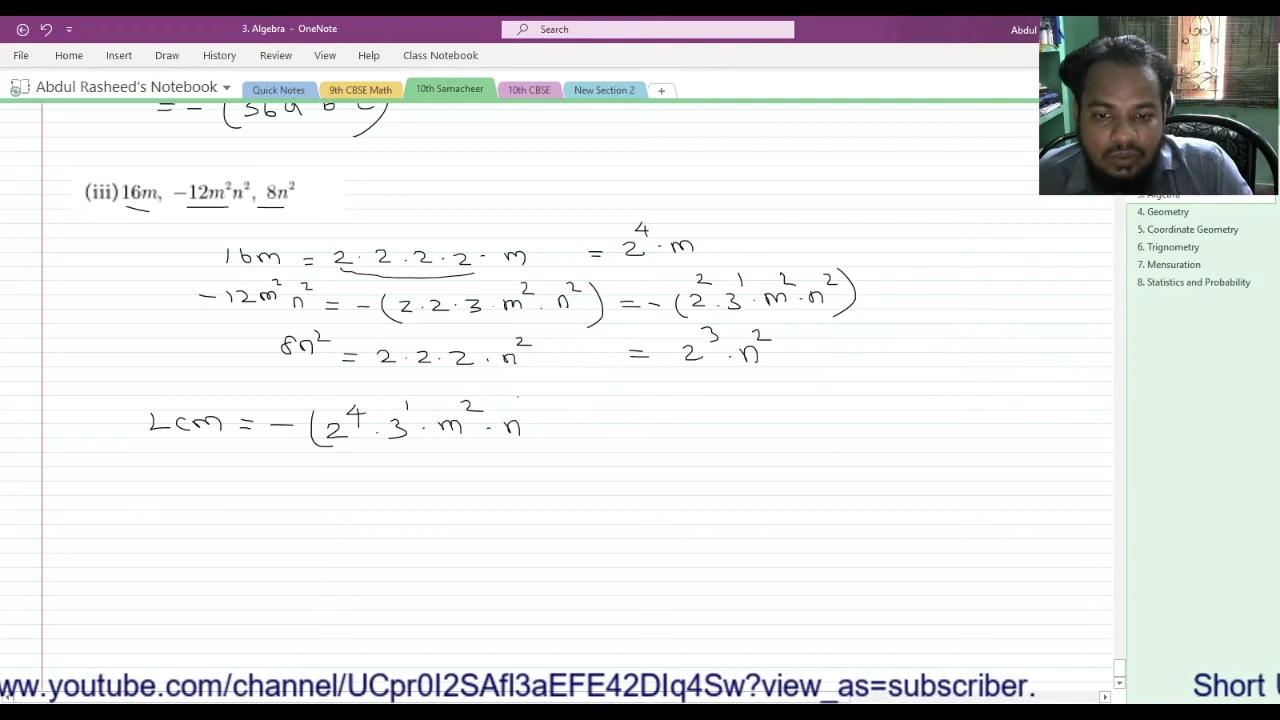 3. Algebra - OneNote
Search
Abdul
File Home Insert Draw History Review View Help Class Notebook
Abdul Rasheed's Notebook
Quick Notes 9th CBSE Math 10th Samacheer 10th CBSE New Section 2 +
3. Algebra
4. Geometry
5. Coordinate Geometry
6. Trignometry
7. Mensuration
8. Statistics and Probability
(iii) 16m, −12m²n², 8n²
16m = 2 · 2 · 2 · 2 · m = 2⁴ · m
−12m²n² = −(2 · 2 · 3 · m² · n²) = −(2² · 3¹ · m² · n²)
8n² = 2 · 2 · 2 · n² = 2³ · n²
Lcm = −(2⁴ · 3¹ · m² · n
ww.youtube.com/channel/UCpr0I2SAfl3aEFE42DIq4Sw?view_as=subscriber.
Short